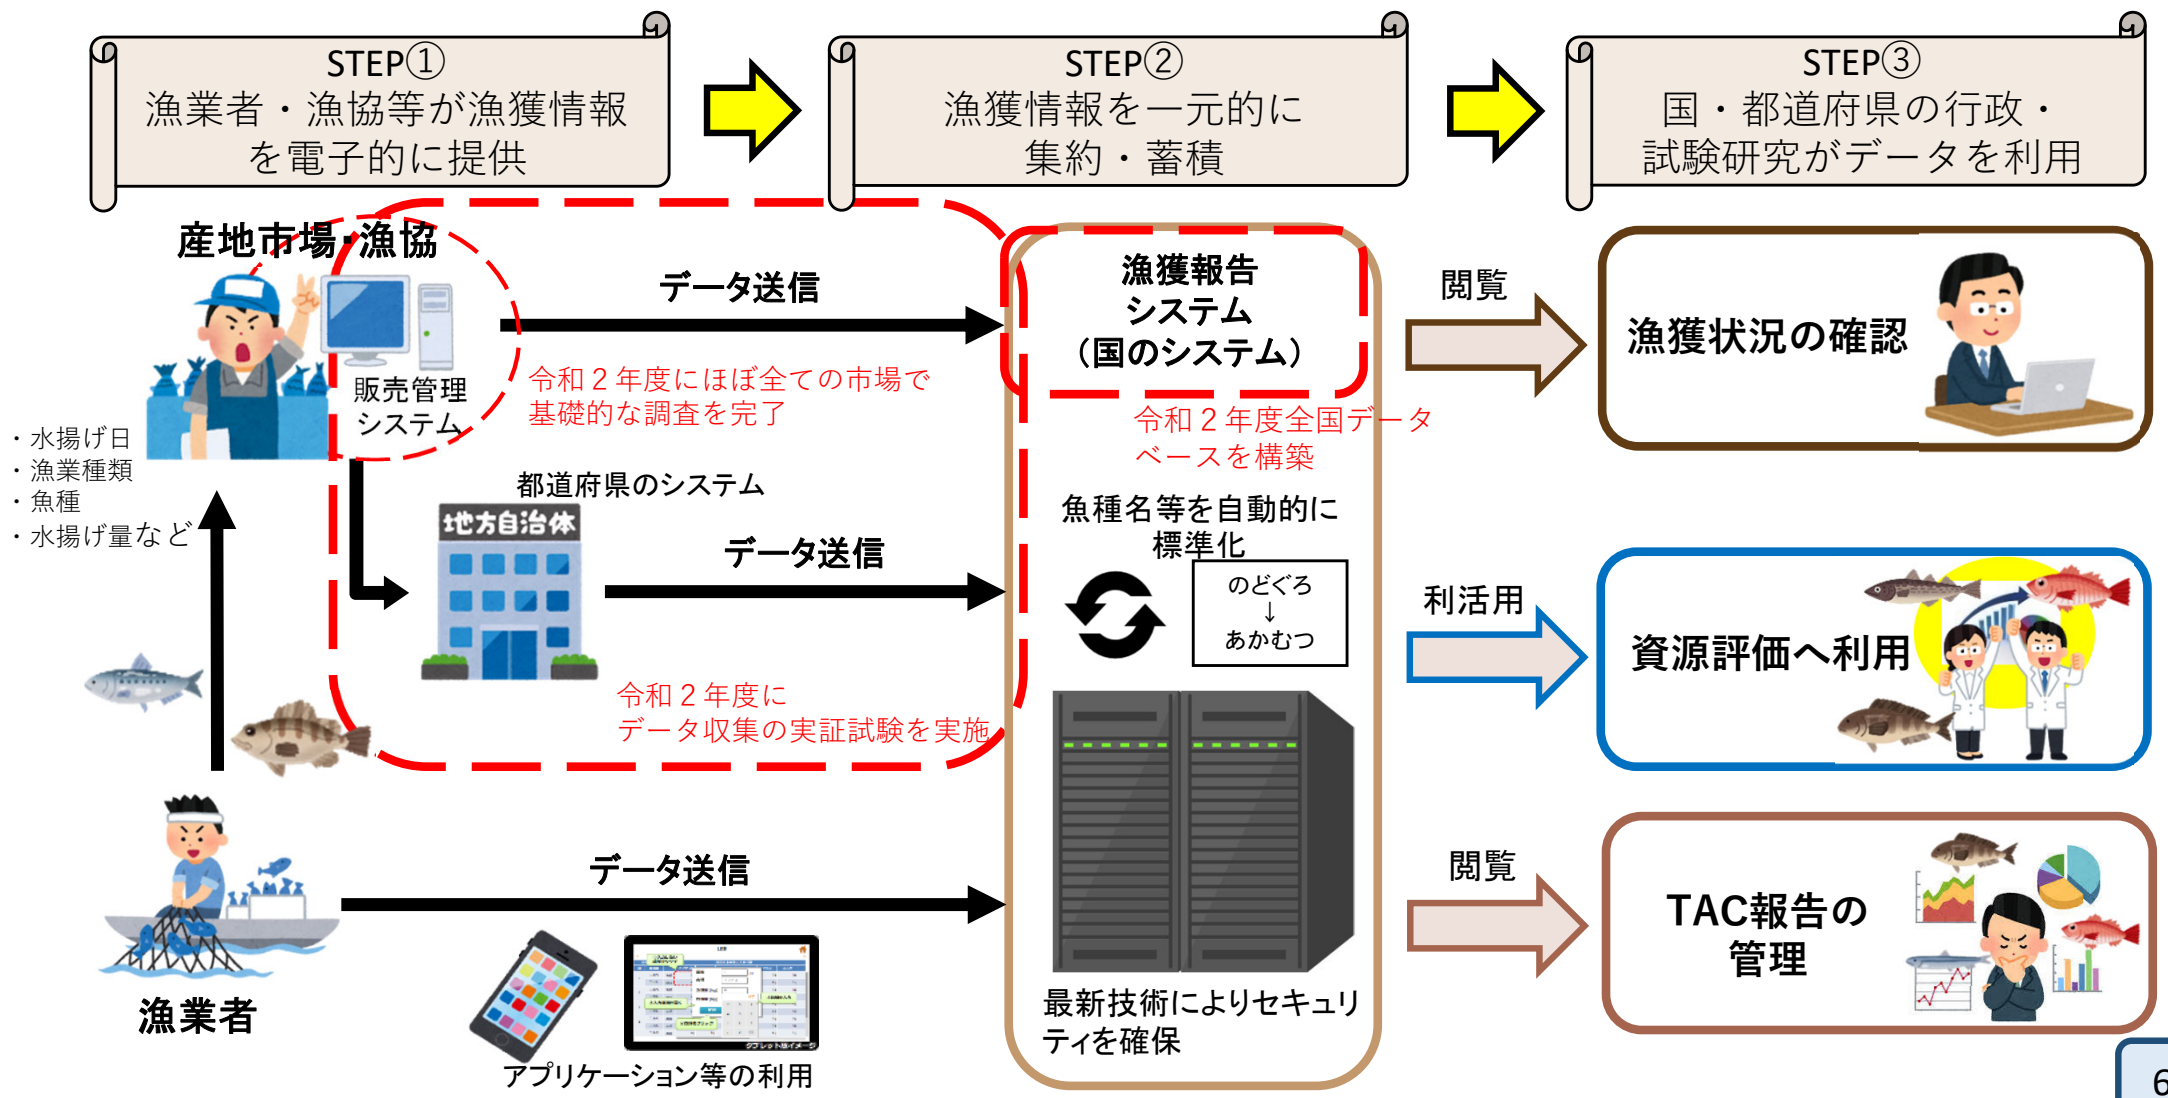 STEP①
漁業者・漁協等が漁獲情報
を電子的に提供
STEP②
漁獲情報を一元的に
集約・蓄積
STEP③
国・都道府県の行政・
試験研究がデータを利用
産地市場・漁協
販売管理
システム
・水揚げ日
・漁業種類
・魚種
・水揚げ量など
データ送信
令和２年度にほぼ全ての市場で
基礎的な調査を完了
都道府県のシステム
地方自治体
データ送信
令和２年度に
データ収集の実証試験を実施
漁業者
データ送信
タブレット版イメージ
アプリケーション等の利用
漁獲報告
システム
（国のシステム）
令和２年度全国データ
ベースを構築
魚種名等を自動的に
標準化
のどぐろ
↓
あかむつ
最新技術によりセキュリ
ティを確保
閲覧
漁獲状況の確認
利活用
資源評価へ利用
閲覧
TAC報告の
管理
6